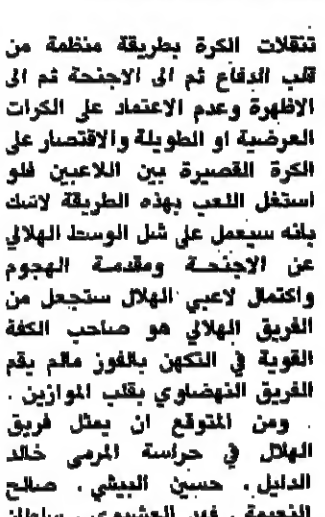 تنقلات الكرة بطريقة منظمة من
قلب الدفاع ثم الى الاجنحة ثم الى
الاظهرة وعدم الاعتماد على الكرات
العرضية او الطويلة والاقتصار على
الكرة القصيرة بين اللاعبين فلو
استغل اللعب بهذه الطريقة لاشك
بانه سيعمل على شل الوسط الهلالي
عن الاجنحة ومقدمة الهجوم
واكتمال لاعبي الهلال ستجعل من
الفريق الهلالي هو صاحب الكفة
القوية في التكهن بالفوز مالم يقم
الفريق النهضاوي بقلب الموازين .
. ومن المتوقع ان يمثل فريق
الهلال في حراسة المرمى خالد
الدليل . حسين البيشي . صالح
النعيمة . فهد . سلطان